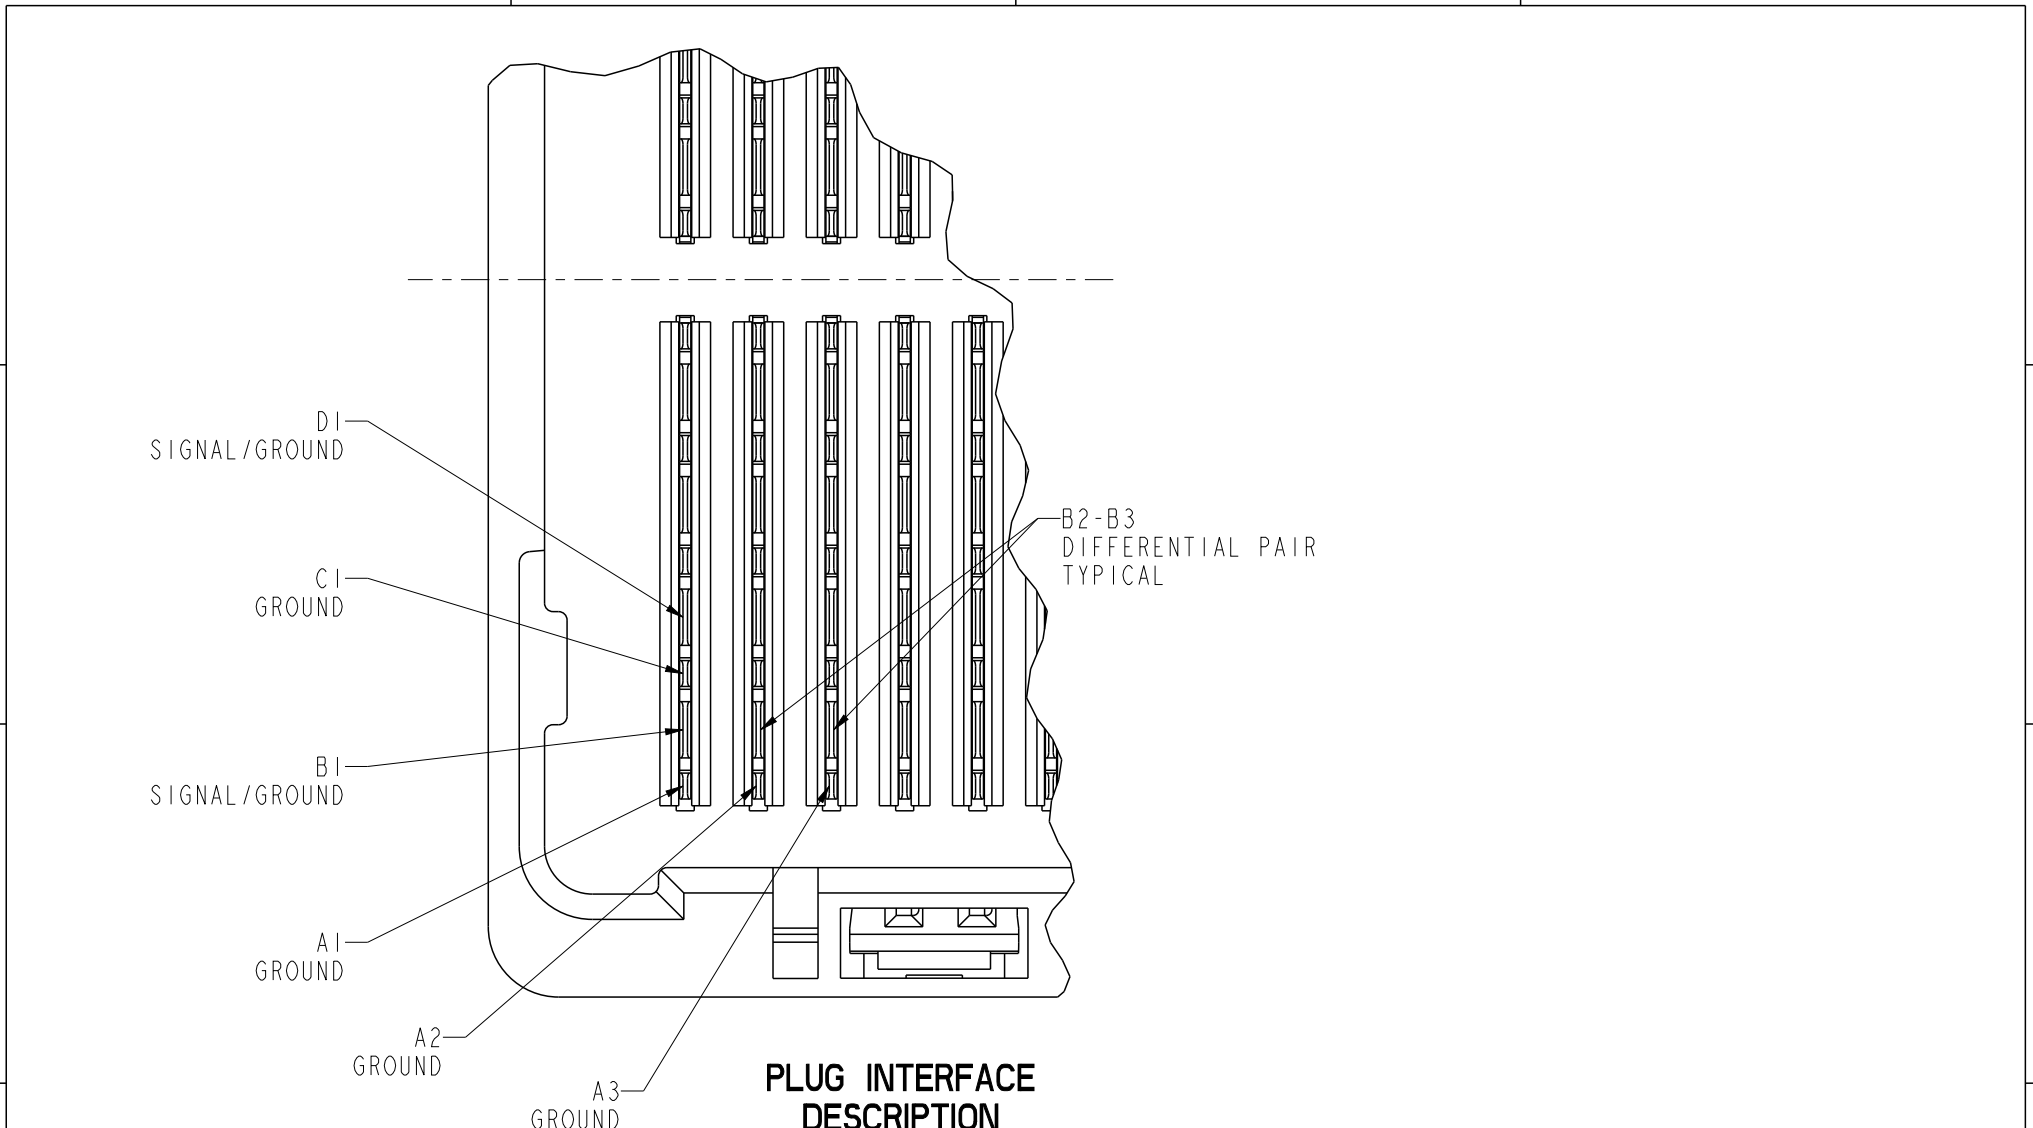 D1
SIGNAL/GROUND
B2-B3
DIFFERENTIAL PAIR
TYPICAL
C1
GROUND
B1
SIGNAL/GROUND
A1
GROUND
A2
GROUND
A3
GROUND
PLUG INTERFACE
DESCRIPTION